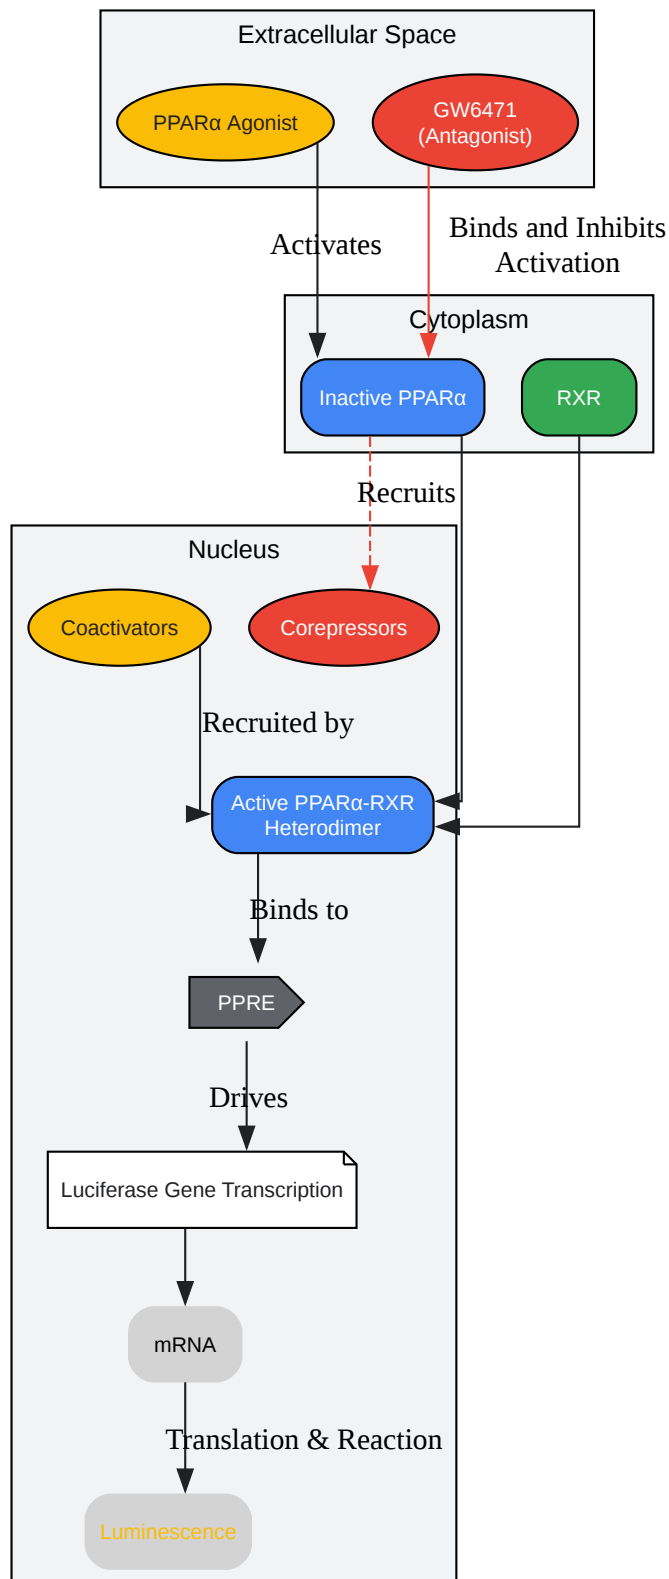 Extracellular Space
PPARα Agonist
GW6471
(Antagonist)
Activates
Binds and Inhibits
Activation
Cytoplasm
Inactive PPARα
RXR
Recruits
Nucleus
Coactivators
Corepressors
Recruited by
Active PPARα-RXR
Heterodimer
Binds to
PPRE
Drives
Luciferase Gene Transcription
mRNA
Translation & Reaction
Luminescence